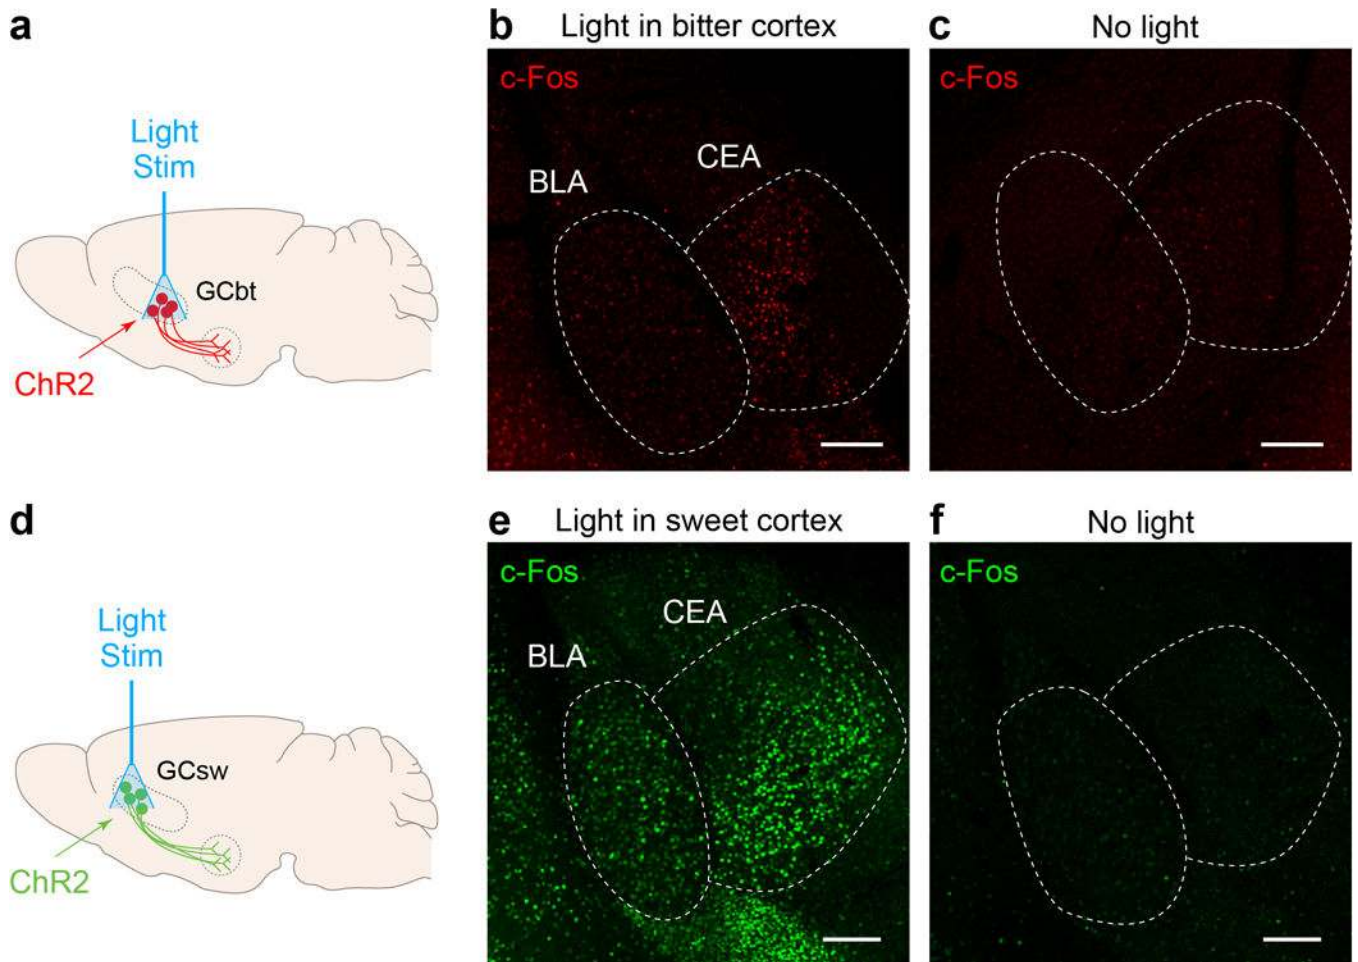 a
Light
Stim
GCbt
ChR2
b
Light in bitter cortex
c-Fos
CEA
BLA
c
No light
c-Fos
d
Light
Stim
GCsw
ChR2
e
Light in sweet cortex
c-Fos
CEA
BLA
f
No light
c-Fos